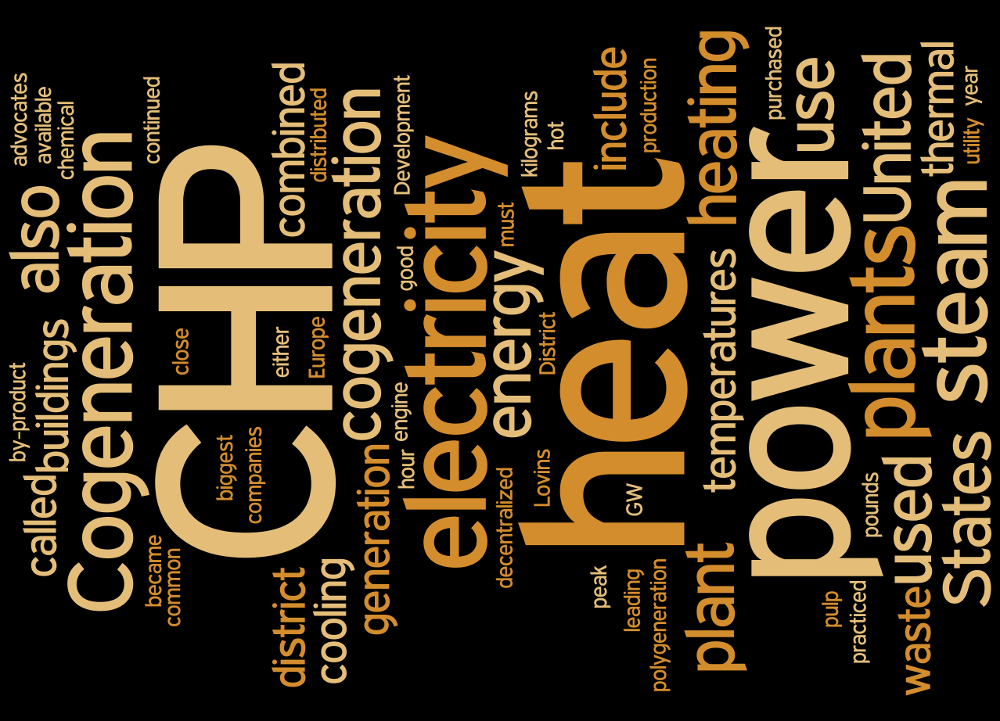 advocates
available
chemical
also
by-product
buildings
called
Cogeneration
continued
became
common
CHP
close
either
Europe
biggest
companies
combined
distributed
district
cooling
cogeneration
generation
Development
good
engine
hour
electricity
must
energy
decentralized
kilograms
hot
District
Lovins
heat
GW
include
production
peak
leading
polygeneration
heating
temperatures
plant
purchased
use
power
pounds
pulp
practiced
United
plants
used
waste
thermal
utility
year
steam
States